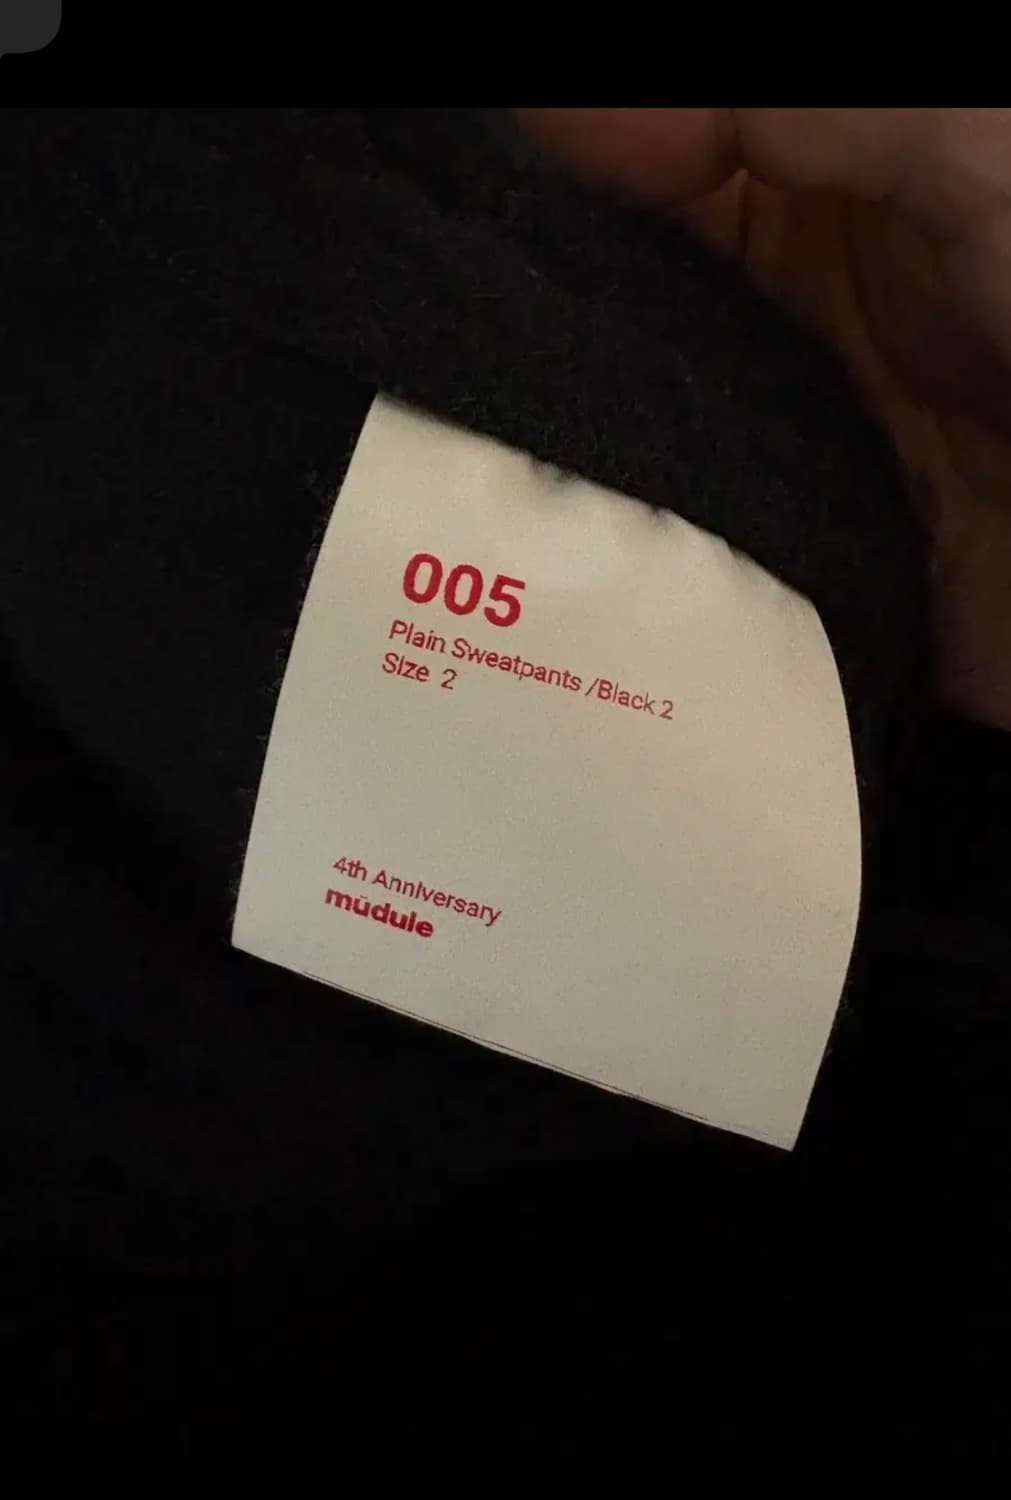 005
Plain Sweatpants /Black 2
Size 2
4th Anniversary
müdule